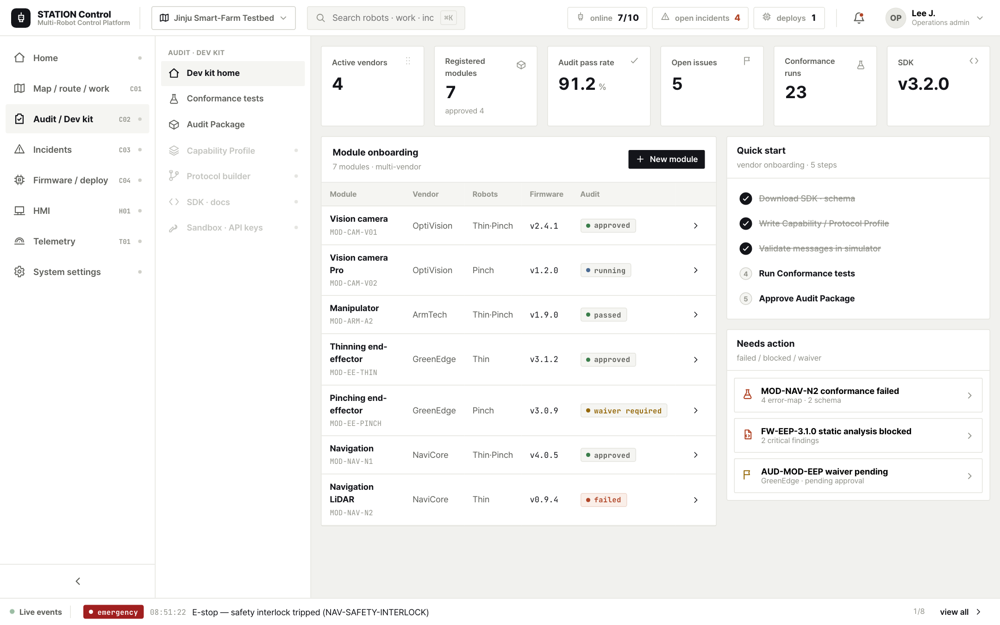 STATION Control
Multi-Robot Control Platform
Jinju Smart-Farm Testbed
Search robots · work · inc
⌘K
online 7/10
open incidents 4
deploys 1
OP
Lee J.
Operations admin
Home
Map / route / work C01
Audit / Dev kit C02
Incidents C03
Firmware / deploy C04
HMI H01
Telemetry T01
System settings
AUDIT · DEV KIT
Dev kit home
Conformance tests
Audit Package
Capability Profile
Protocol builder
SDK · docs
Sandbox · API keys
Active vendors
4
Registered
modules
7
approved 4
Audit pass rate
91.2 %
Open issues
5
Conformance
runs
23
SDK
v3.2.0
Module onboarding
7 modules · multi-vendor
New module
Module Vendor Robots Firmware Audit
Vision camera
MOD-CAM-V01
OptiVision Thin·Pinch v2.4.1 approved
Vision camera
Pro
MOD-CAM-V02
OptiVision Pinch v1.2.0 running
Manipulator
MOD-ARM-A2
ArmTech Thin·Pinch v1.9.0 passed
Thinning end-
effector
MOD-EE-THIN
GreenEdge Thin v3.1.2 approved
Pinching end-
effector
MOD-EE-PINCH
GreenEdge Pinch v3.0.9 waiver required
Navigation
MOD-NAV-N1
NaviCore Thin·Pinch v4.0.5 approved
Navigation
LiDAR
MOD-NAV-N2
NaviCore Thin v0.9.4 failed
Quick start
vendor onboarding · 5 steps
Download SDK · schema
Write Capability / Protocol Profile
Validate messages in simulator
4 Run Conformance tests
5 Approve Audit Package
Needs action
failed / blocked / waiver
MOD-NAV-N2 conformance failed
4 error-map · 2 schema
FW-EEP-3.1.0 static analysis blocked
2 critical findings
AUD-MOD-EEP waiver pending
GreenEdge · pending approval
Live events
emergency
08:51:22
E-stop — safety interlock tripped (NAV-SAFETY-INTERLOCK)
1/8
view all